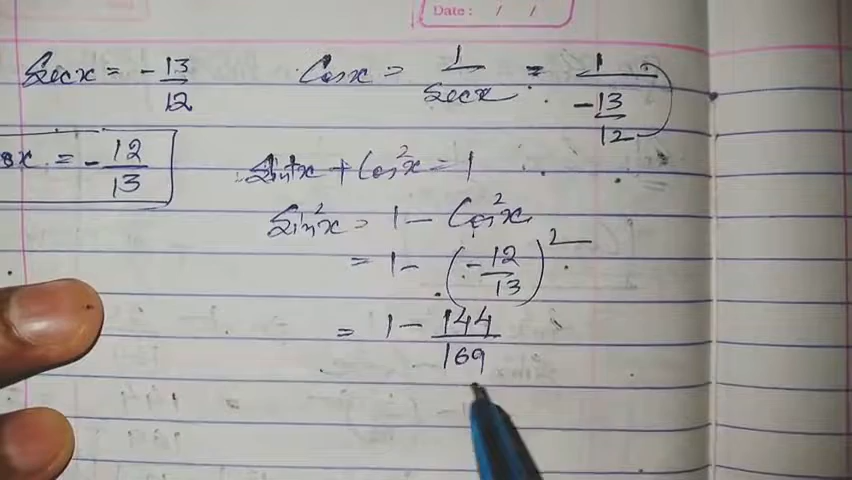 Date: / /
Secx = -13/12 Cosx = 1/secx = 1/(-13/12)
sx = -12/13 Sin²x + Cos²x = 1
Sin²x = 1 - Cos²x
= 1 - (-12/13)²
= 1 - 144/169